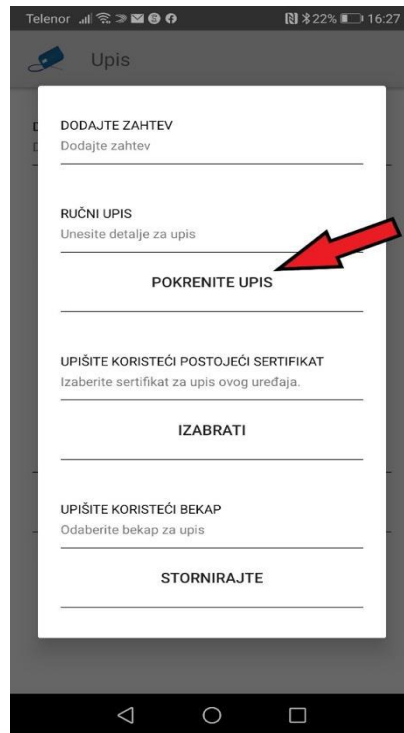 Telenor 22% 16:27
Upis
DODAJTE ZAHTEV
Dodajte zahtev
RUČNI UPIS
Unesite detalje za upis
POKRENITE UPIS
UPIŠITE KORISTEĆI POSTOJEĆI SERTIFIKAT
Izaberite sertifikat za upis ovog uređaja.
IZABRATI
UPIŠITE KORISTEĆI BEKAP
Odaberite bekap za upis
STORNIRAJTE